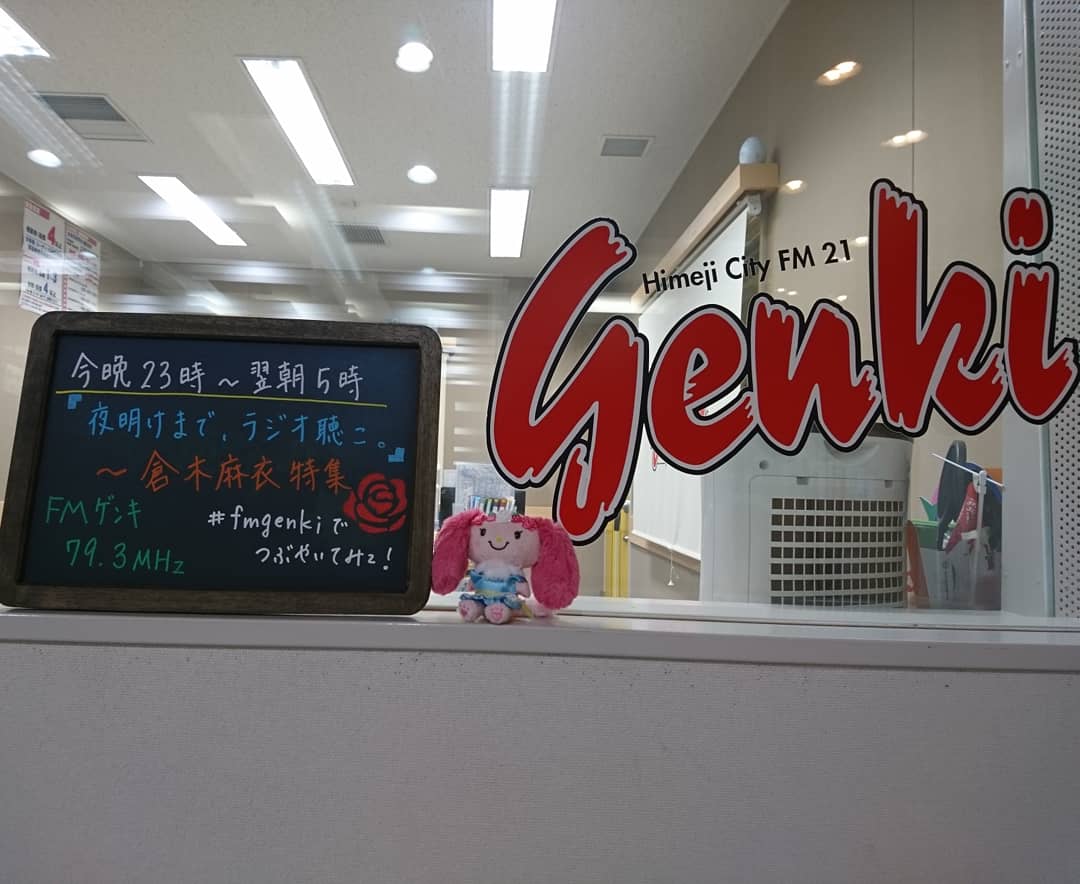 今晩23時～翌朝5時
『夜明けまで、ラジオ聴こ。』
～倉木麻衣特集
FMゲンキ
79.3MHz
#fmgenkiで
つぶやいてみて!
Himeji City FM 21
Genki